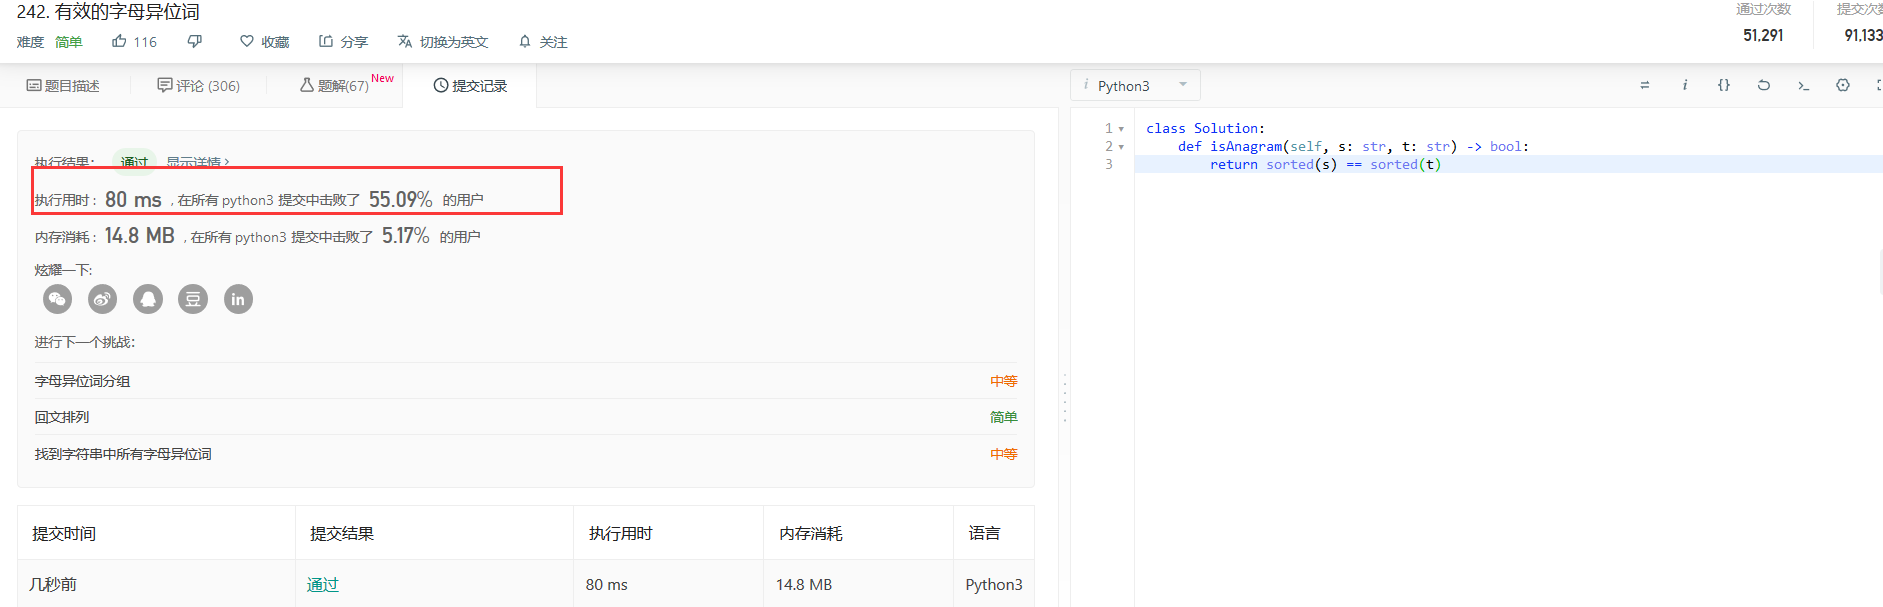 242. 有效的字母异位词
通过次数 提交次数
难度 简单 116 收藏 分享 切换为英文 关注
51,291 91,133
题目描述 评论 (306) 题解(67) New 提交记录
i Python3
执行结果： 通过 显示详情 >
执行用时 : 80 ms , 在所有 python3 提交中击败了 55.09% 的用户
内存消耗 : 14.8 MB , 在所有 python3 提交中击败了 5.17% 的用户
炫耀一下:
豆 in
进行下一个挑战：
字母异位词分组 中等
回文排列 简单
找到字符串中所有字母异位词 中等
提交时间 提交结果 执行用时 内存消耗 语言
几秒前 通过 80 ms 14.8 MB Python3
1 class Solution:
2 def isAnagram(self, s: str, t: str) -> bool:
3 return sorted(s) == sorted(t)